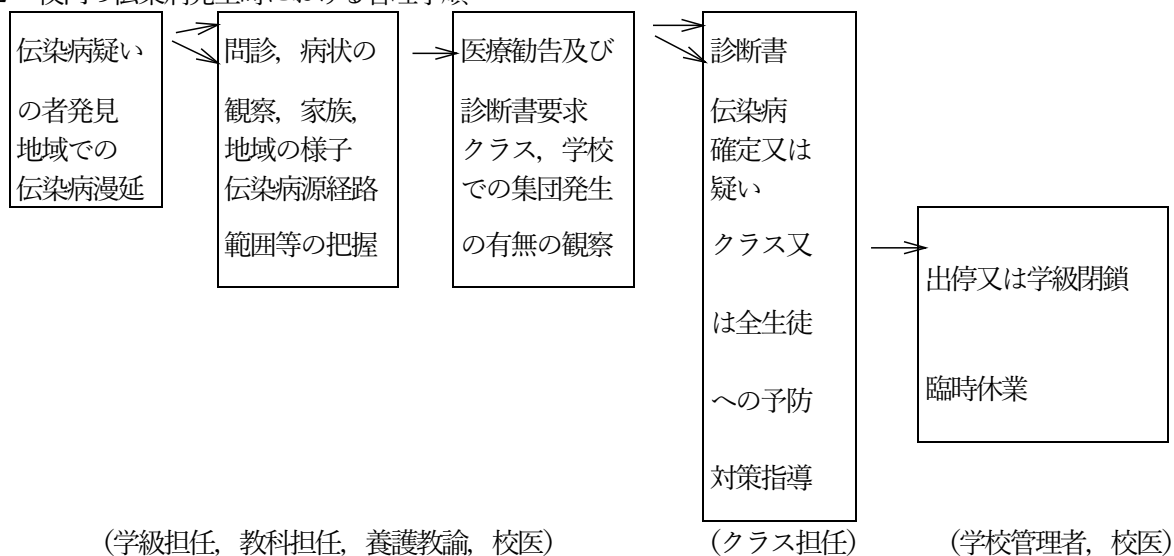 伝染病疑い
の者発見
地域での
伝染病漫延
問診，病状の
観察，家族，
地域の様子
伝染病源経路
範囲等の把握
医療勧告及び
診断書要求
クラス，学校
での集団発生
の有無の観察
診断書
伝染病
確定又は
疑い
クラス又
は全生徒
への予防
対策指導
出停又は学級閉鎖
臨時休業
（学級担任，教科担任，養護教諭，校医）
（クラス担任）
（学校管理者，校医）